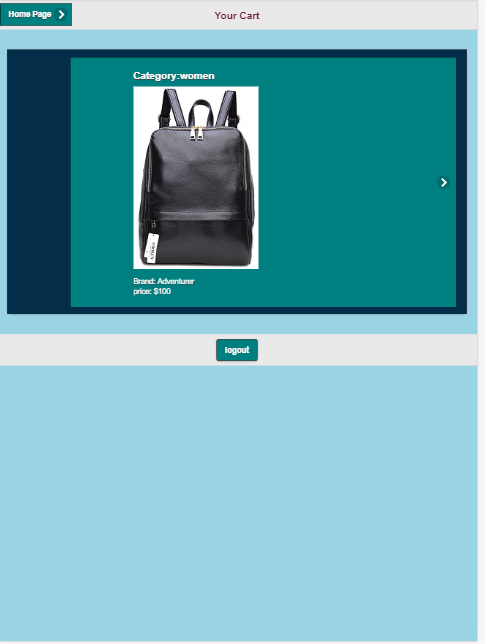 Home Page
Your Cart
Category:women
Brand: Adventurer
price: $100
logout